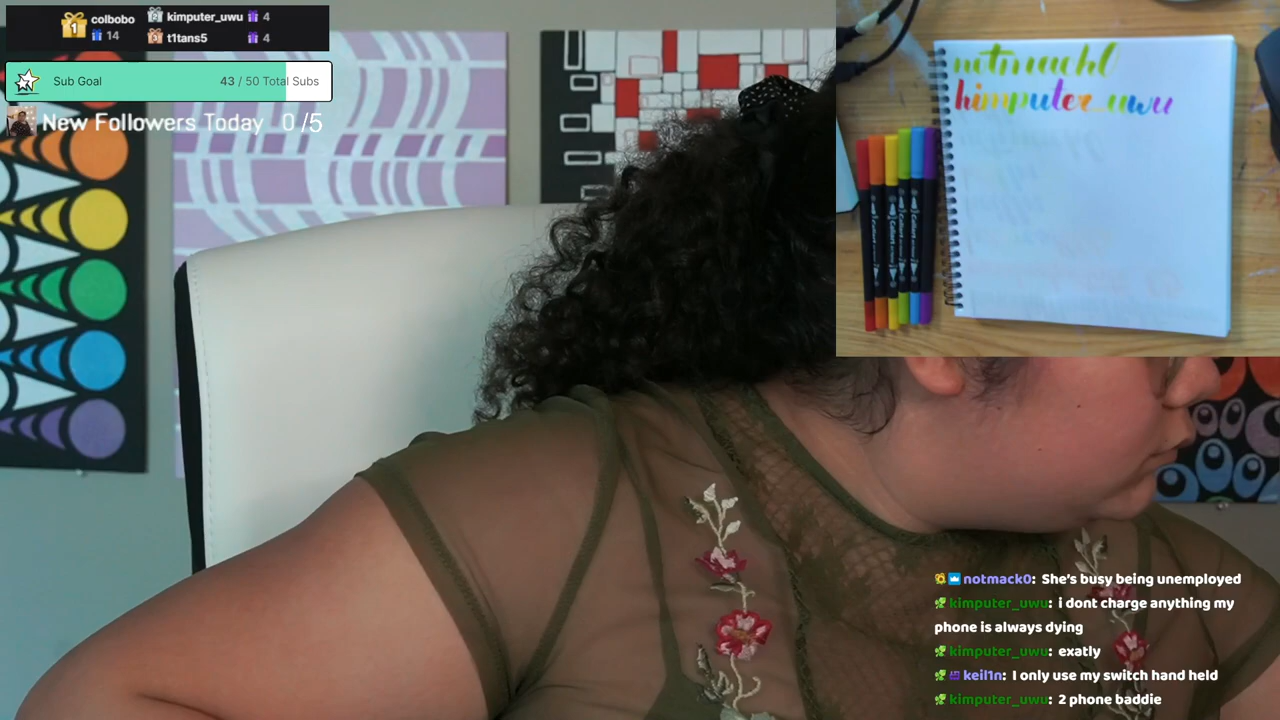 colbobo
14
kimputer_uwu 4
t1tans5 4
Sub Goal 43 / 50 Total Subs
New Followers Today 0 /5
notmack0
kimputer_uwu
notmack0: She's busy being unemployed
kimputer_uwu: i dont charge anything my
phone is always dying
kimputer_uwu: exatly
keil1n: I only use my switch hand held
kimputer_uwu: 2 phone baddie